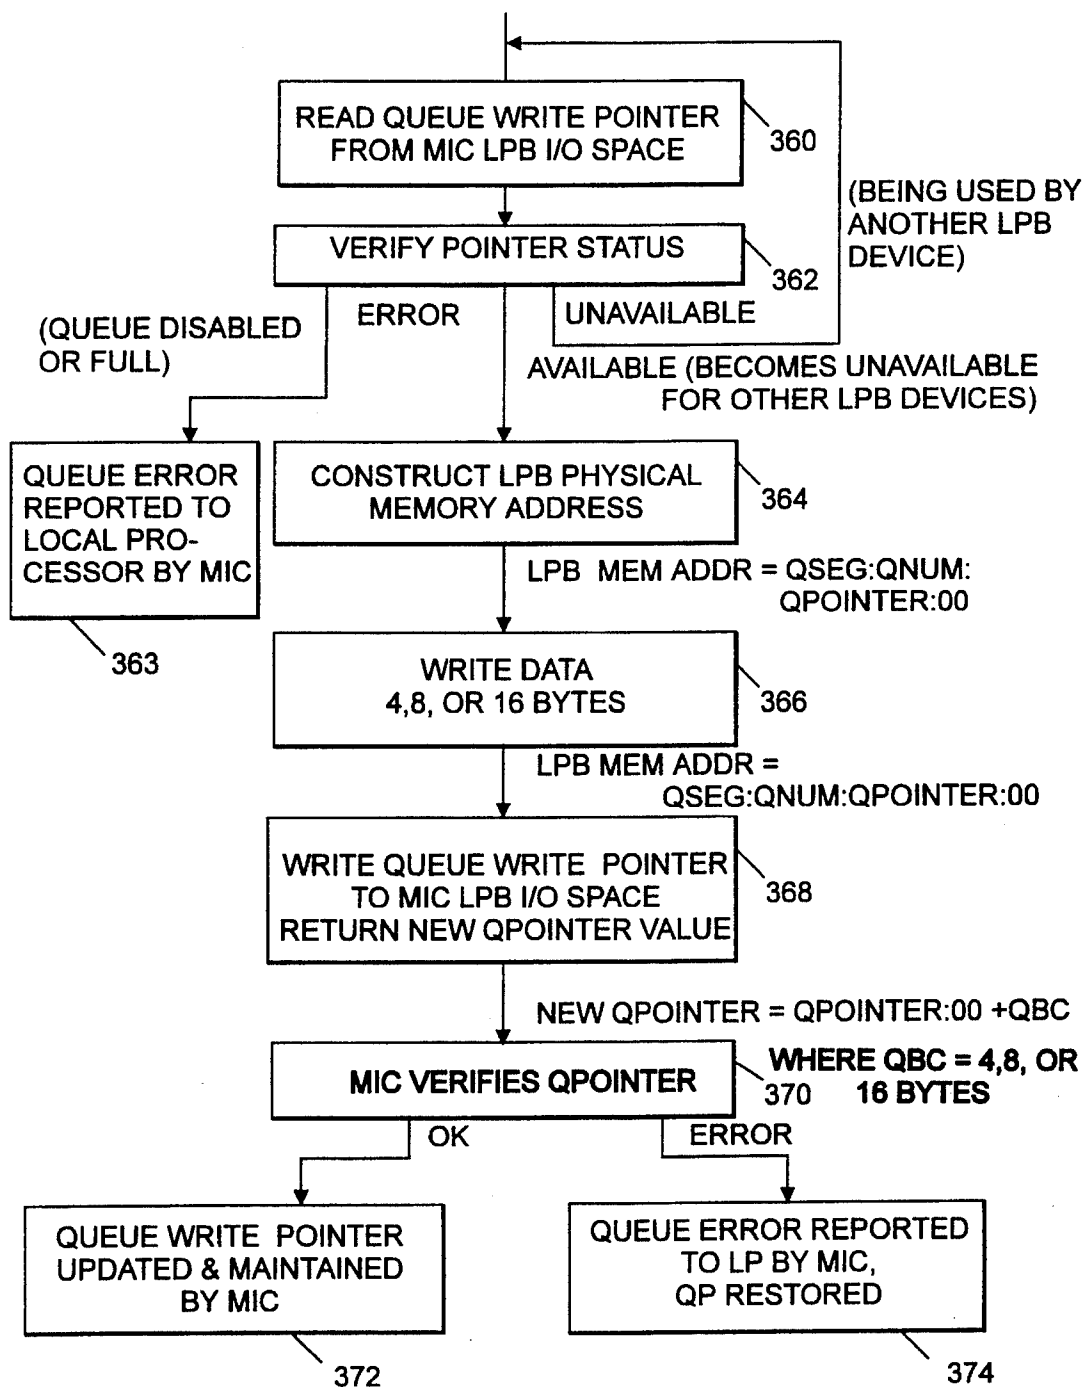 READ QUEUE WRITE POINTER
FROM MIC LPB I/O SPACE
360
(BEING USED BY
ANOTHER LPB
DEVICE)
VERIFY POINTER STATUS
362
(QUEUE DISABLED
OR FULL)
ERROR
UNAVAILABLE
AVAILABLE (BECOMES UNAVAILABLE
FOR OTHER LPB DEVICES)
QUEUE ERROR
REPORTED TO
LOCAL PRO-
CESSOR BY MIC
363
CONSTRUCT LPB PHYSICAL
MEMORY ADDRESS
364
LPB MEM ADDR = QSEG:QNUM:
QPOINTER:00
WRITE DATA
4,8, OR 16 BYTES
366
LPB MEM ADDR =
QSEG:QNUM:QPOINTER:00
WRITE QUEUE WRITE POINTER
TO MIC LPB I/O SPACE
RETURN NEW QPOINTER VALUE
368
NEW QPOINTER = QPOINTER:00 +QBC
MIC VERIFIES QPOINTER
370
WHERE QBC = 4,8, OR
16 BYTES
OK
ERROR
QUEUE WRITE POINTER
UPDATED & MAINTAINED
BY MIC
372
QUEUE ERROR REPORTED
TO LP BY MIC,
QP RESTORED
374